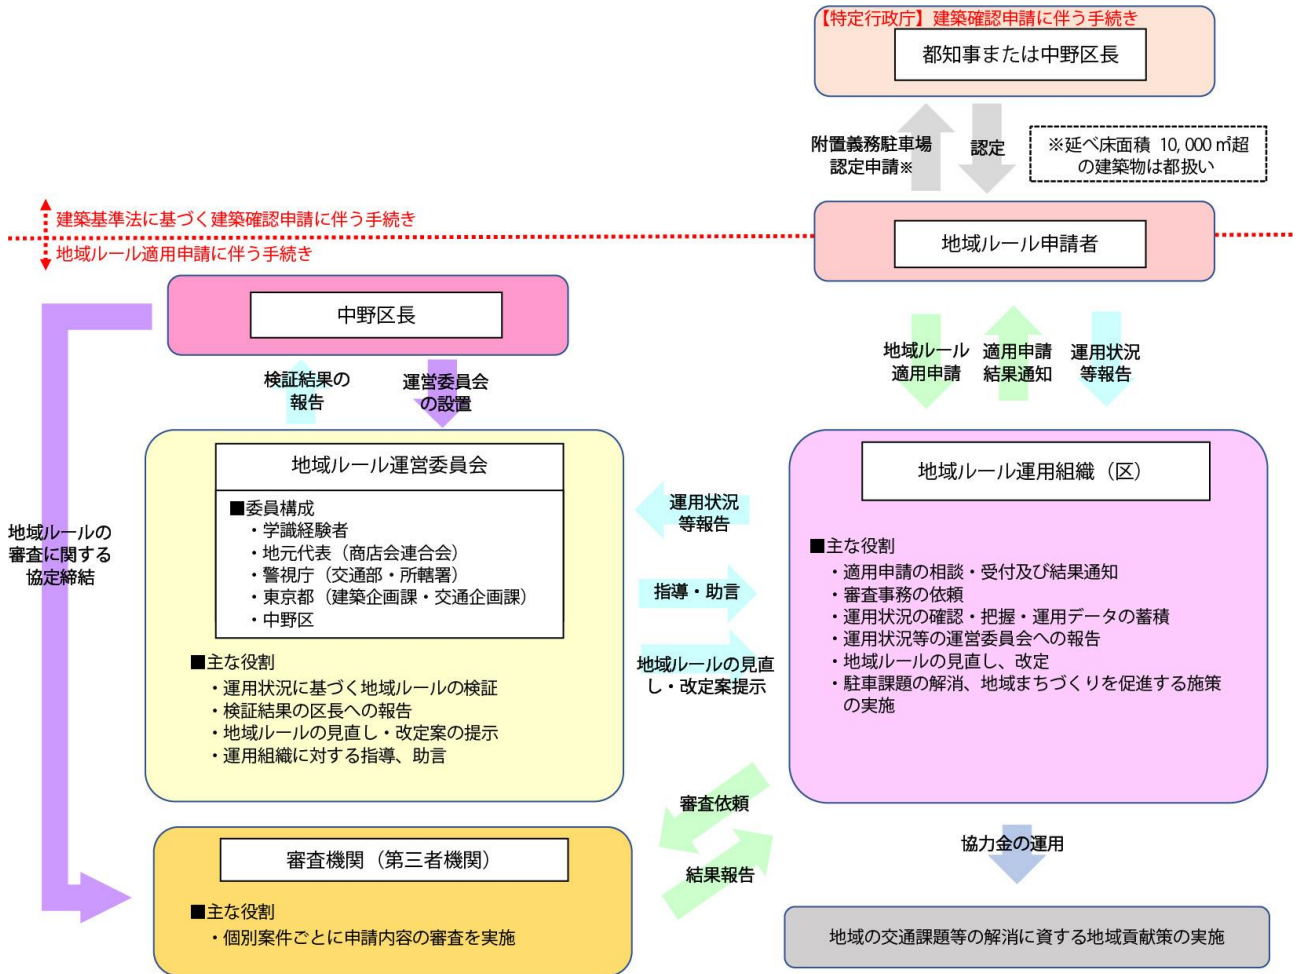 【特定行政庁】建築確認申請に伴う手続き
都知事または中野区長
附置義務駐車場
認定申請※
認定
※延べ床面積 10,000㎡超
の建築物は都扱い
建築基準法に基づく建築確認申請に伴う手続き
地域ルール適用申請に伴う手続き
地域ルール申請者
中野区長
地域ルール
適用申請
適用申請
結果通知
運用状況
等報告
検証結果の
報告
運営委員会
の設置
地域ルールの
審査に関する
協定締結
地域ルール運営委員会
■委員構成
・学識経験者
・地元代表（商店会連合会）
・警視庁（交通部・所轄署）
・東京都（建築企画課・交通企画課）
・中野区
■主な役割
・運用状況に基づく地域ルールの検証
・検証結果の区長への報告
・地域ルールの見直し・改定案の提示
・運用組織に対する指導、助言
運用状況
等報告
指導・助言
地域ルールの見直
し・改定案提示
地域ルール運用組織（区）
■主な役割
・適用申請の相談・受付及び結果通知
・審査事務の依頼
・運用状況の確認・把握・運用データの蓄積
・運用状況等の運営委員会への報告
・地域ルールの見直し、改定
・駐車課題の解消、地域まちづくりを促進する施策
の実施
審査依頼
結果報告
審査機関（第三者機関）
■主な役割
・個別案件ごとに申請内容の審査を実施
協力金の運用
地域の交通課題等の解消に資する地域貢献策の実施